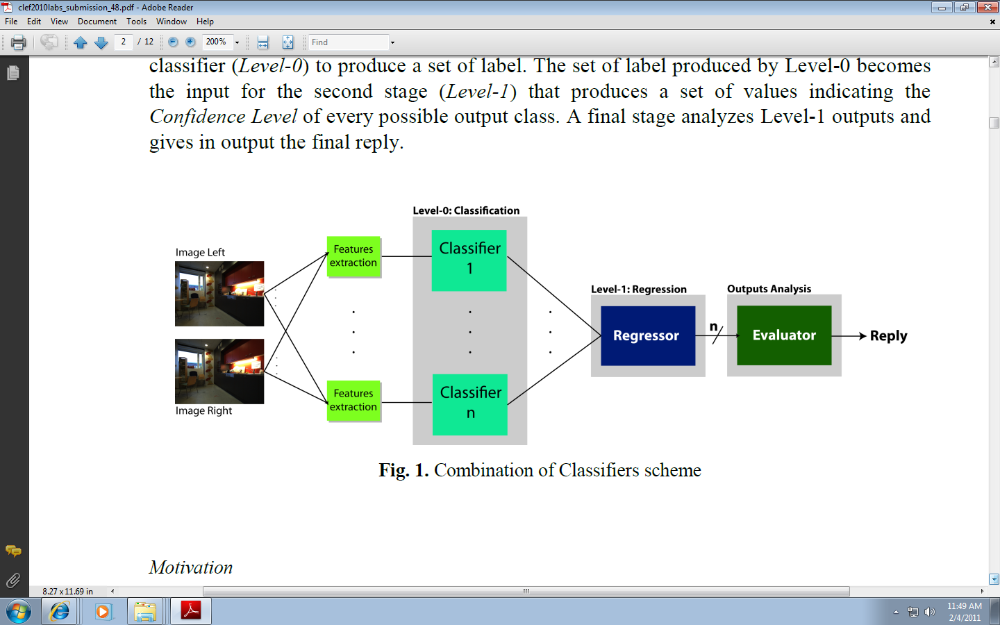 clef2010labs_submission_48.pdf - Adobe Reader
File Edit View Document Tools Window Help
2 / 12 200% Find
classifier (Level-0) to produce a set of label. The set of label produced by Level-0 becomes
the input for the second stage (Level-1) that produces a set of values indicating the
Confidence Level of every possible output class. A final stage analyzes Level-1 outputs and
gives in output the final reply.
Level-0: Classification
Image Left
Features
extraction
Classifier
1
Level-1: Regression
Outputs Analysis
Regressor
n
Evaluator
Reply
Features
extraction
Classifier
n
Image Right
Fig. 1. Combination of Classifiers scheme
Motivation
8.27 x 11.69 in
11:49 AM
2/4/2011